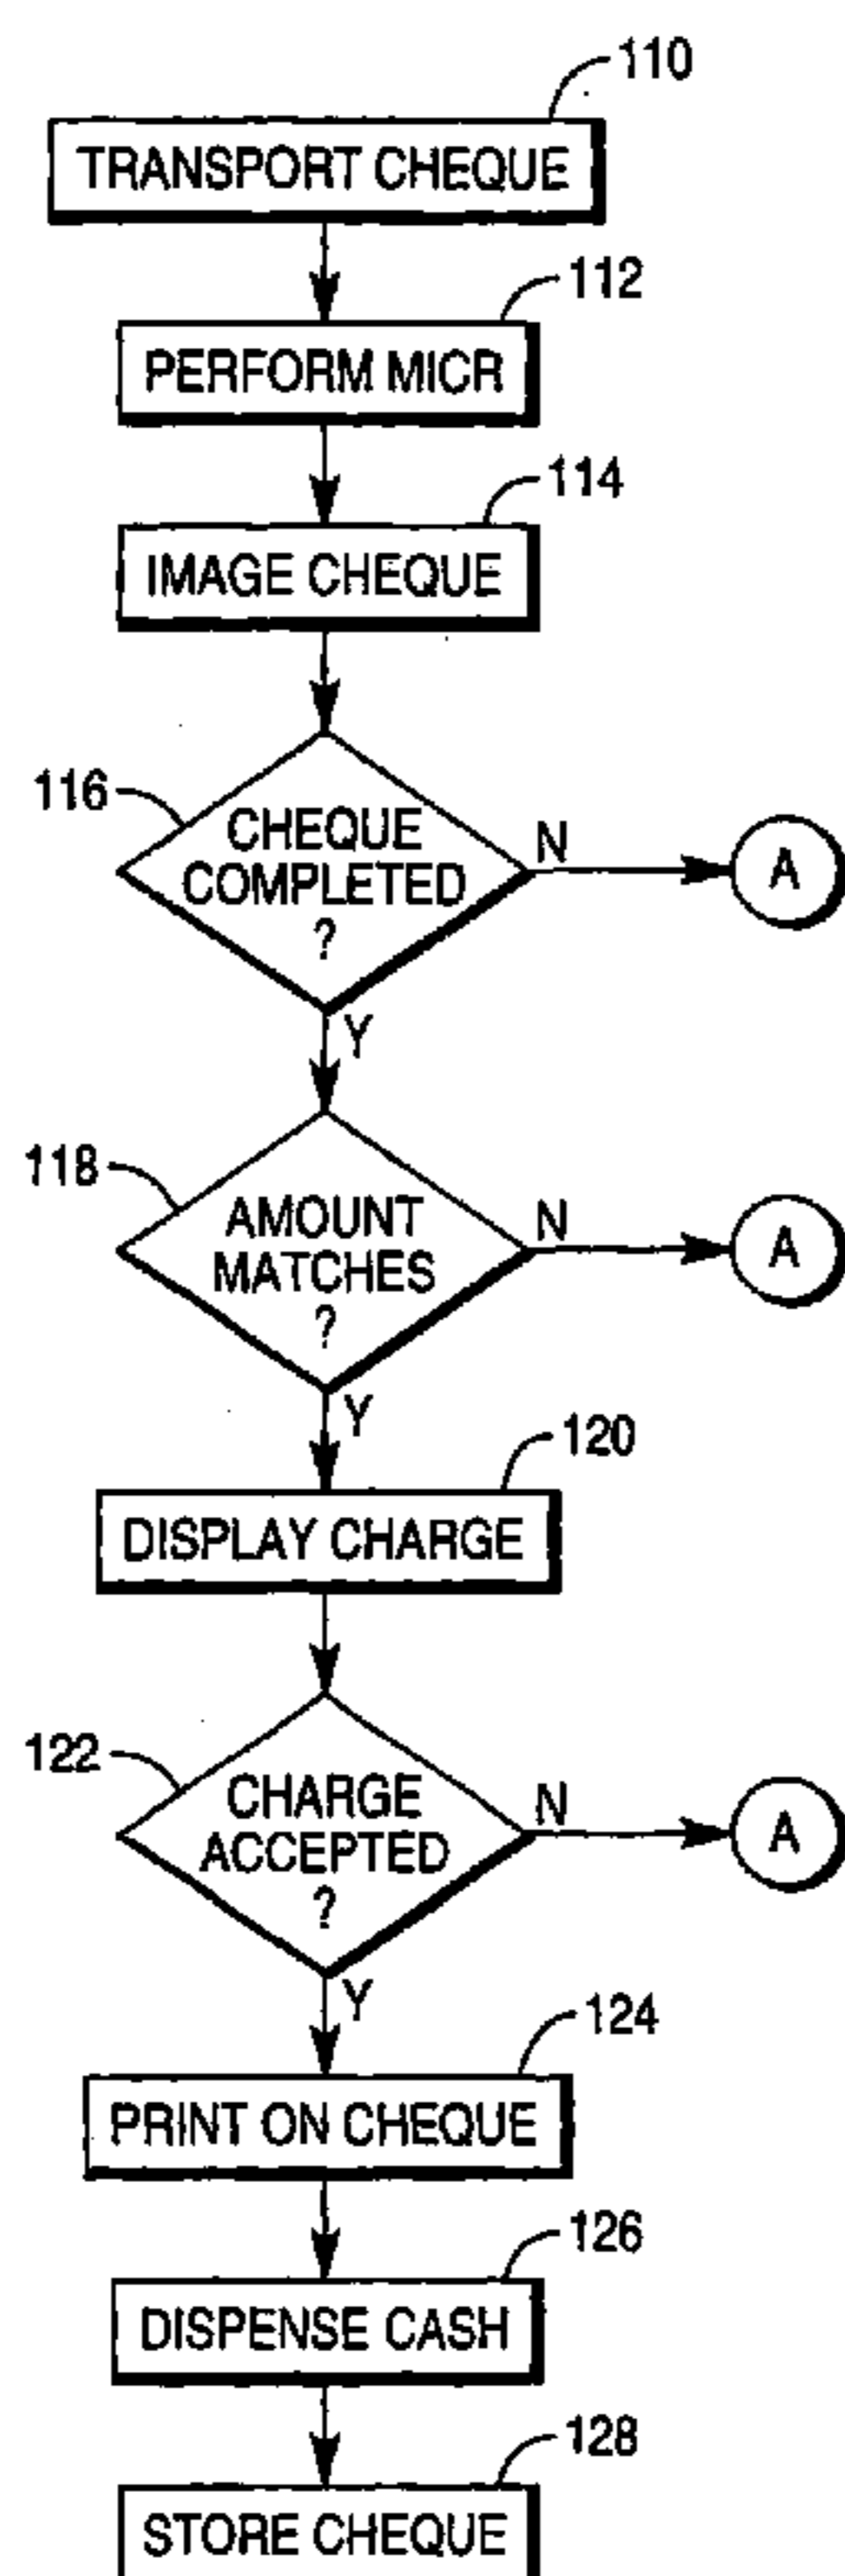 110
TRANSPORT CHEQUE
112
PERFORM MICR
114
IMAGE CHEQUE
116
CHEQUE
COMPLETED
?
N
A
Y
118
AMOUNT
MATCHES
?
N
A
Y
120
DISPLAY CHARGE
122
CHARGE
ACCEPTED
?
N
A
Y
124
PRINT ON CHEQUE
126
DISPENSE CASH
128
STORE CHEQUE